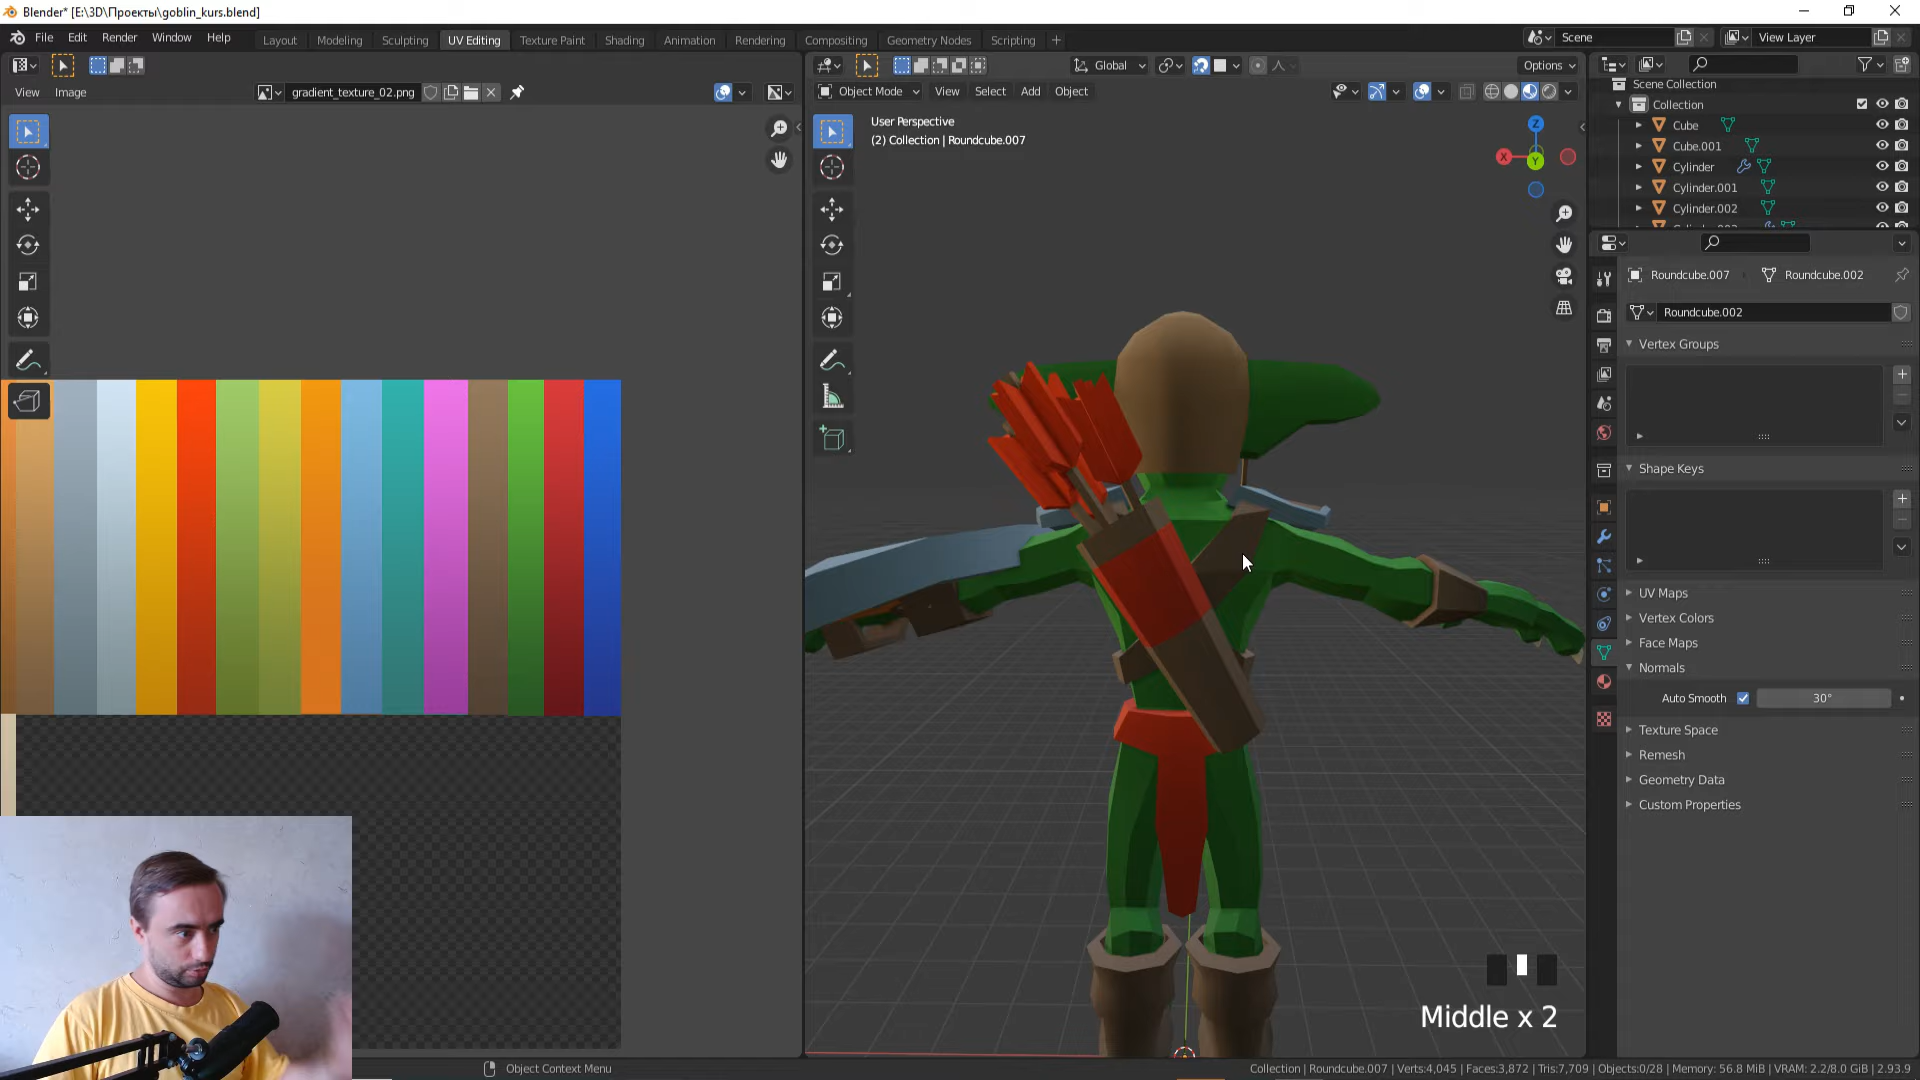 Blender* [E:\3D\Проекты\goblin_kurs.blend]
File Edit Render Window Help
Layout Modeling Sculpting UV Editing Texture Paint Shading Animation Rendering Compositing Geometry Nodes Scripting +
Scene
View Layer
Global
Options
View Image
gradient_texture_02.png
Object Mode View Select Add Object
User Perspective
(2) Collection | Roundcube.007
Z
X
Y
Scene Collection
Collection
Cube
Cube.001
Cylinder
Cylinder.001
Cylinder.002
Roundcube.007
Roundcube.002
Roundcube.002
Vertex Groups
Shape Keys
UV Maps
Vertex Colors
Face Maps
Normals
Auto Smooth
30°
Texture Space
Remesh
Geometry Data
Custom Properties
Middle x 2
Object Context Menu
Collection | Roundcube.007 | Verts:4,045 | Faces:3,872 | Tris:7,709 | Objects:0/28 | Memory: 56.8 MiB | VRAM: 2.2/8.0 GiB | 2.93.9